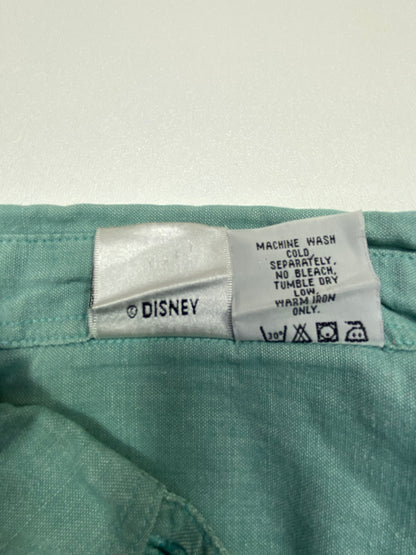 © DISNEY
MACHINE WASH
COLD,
SEPARATELY,
NO BLEACH,
TUMBLE DRY
LOW,
WARM IRON
ONLY.
30°